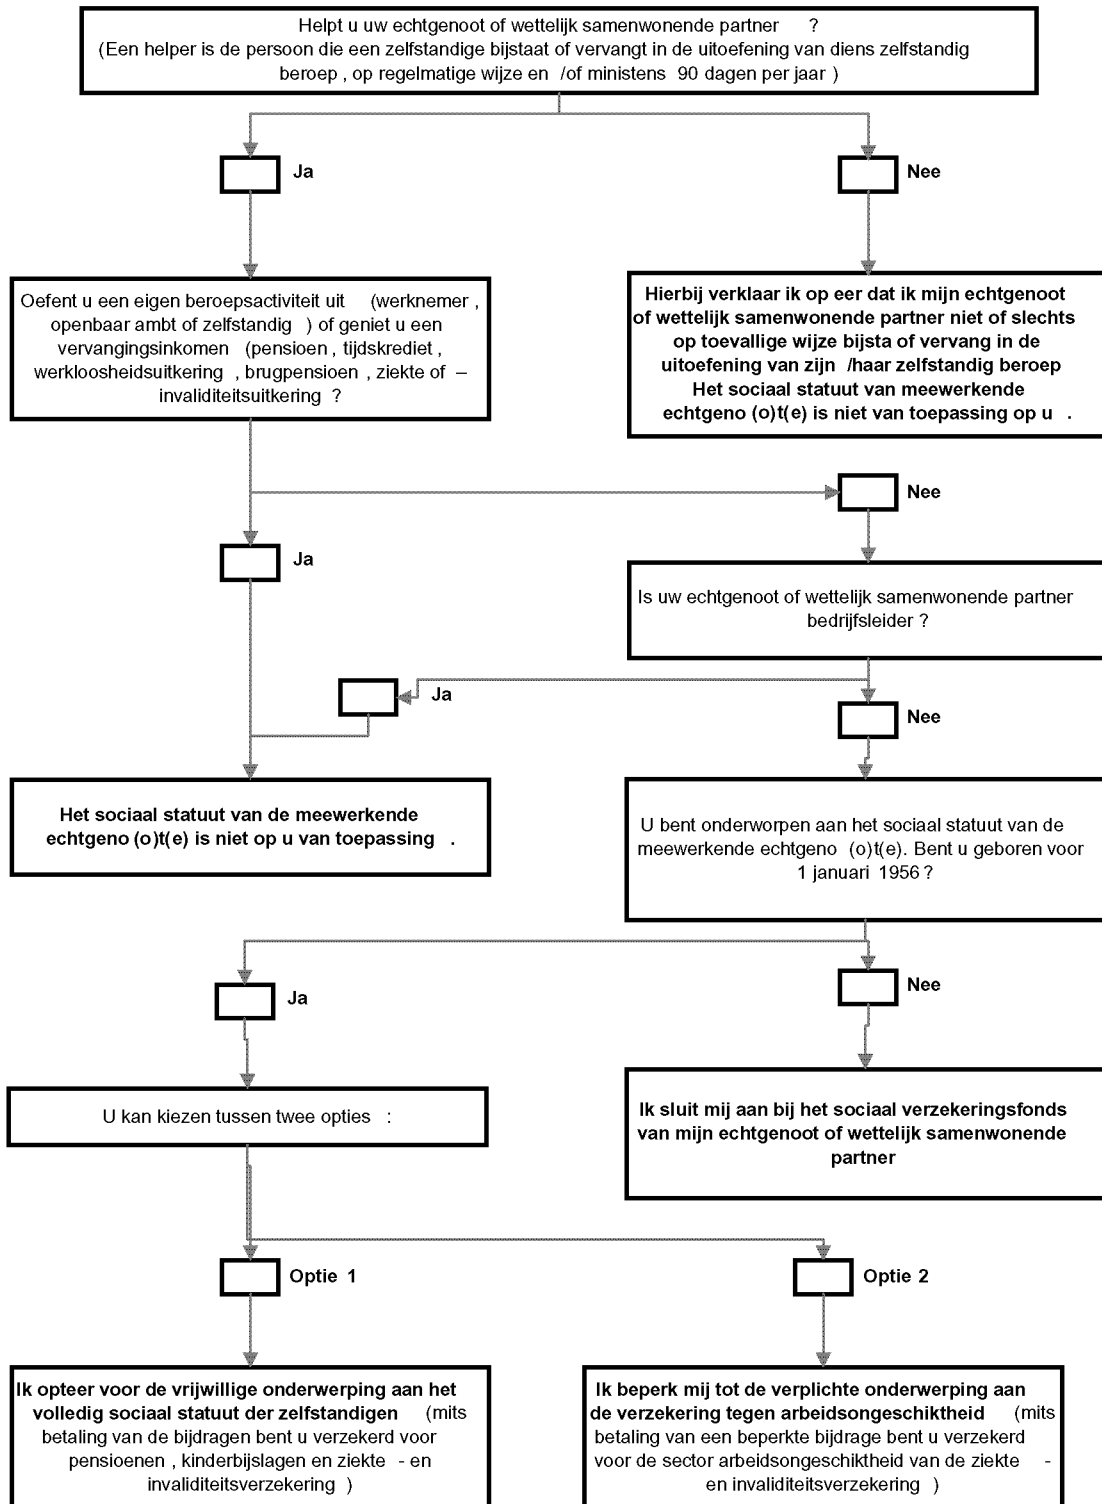 Helpt u uw echtgenoot of wettelijk samenwonende partner ?
(Een helper is de persoon die een zelfstandige bijstaat of vervangt in de uitoefening van diens zelfstandig
beroep , op regelmatige wijze en /of ministens 90 dagen per jaar )
Ja
Nee
Oefent u een eigen beroepsactiviteit uit (werknemer ,
openbaar ambt of zelfstandig ) of geniet u een
vervangingsinkomen (pensioen , tijdskrediet ,
werkloosheidsuitkering , brugpensioen , ziekte of –
invaliditeitsuitkering ?
Hierbij verklaar ik op eer dat ik mijn echtgenoot
of wettelijk samenwonende partner niet of slechts
op toevallige wijze bijsta of vervang in de
uitoefening van zijn /haar zelfstandig beroep
Het sociaal statuut van meewerkende
echtgeno (o)t(e) is niet van toepassing op u .
Nee
Ja
Is uw echtgenoot of wettelijk samenwonende partner
bedrijfsleider ?
Ja
Nee
Het sociaal statuut van de meewerkende
echtgeno (o)t(e) is niet op u van toepassing .
U bent onderworpen aan het sociaal statuut van de
meewerkende echtgeno (o)t(e). Bent u geboren voor
1 januari 1956 ?
Ja
Nee
U kan kiezen tussen twee opties :
Ik sluit mij aan bij het sociaal verzekeringsfonds
van mijn echtgenoot of wettelijk samenwonende
partner
Optie 1
Optie 2
Ik opteer voor de vrijwillige onderwerping aan het
volledig sociaal statuut der zelfstandigen (mits
betaling van de bijdragen bent u verzekerd voor
pensioenen , kinderbijslagen en ziekte - en
invaliditeitsverzekering )
Ik beperk mij tot de verplichte onderwerping aan
de verzekering tegen arbeidsongeschiktheid (mits
betaling van een beperkte bijdrage bent u verzekerd
voor de sector arbeidsongeschiktheid van de ziekte -
en invaliditeitsverzekering )